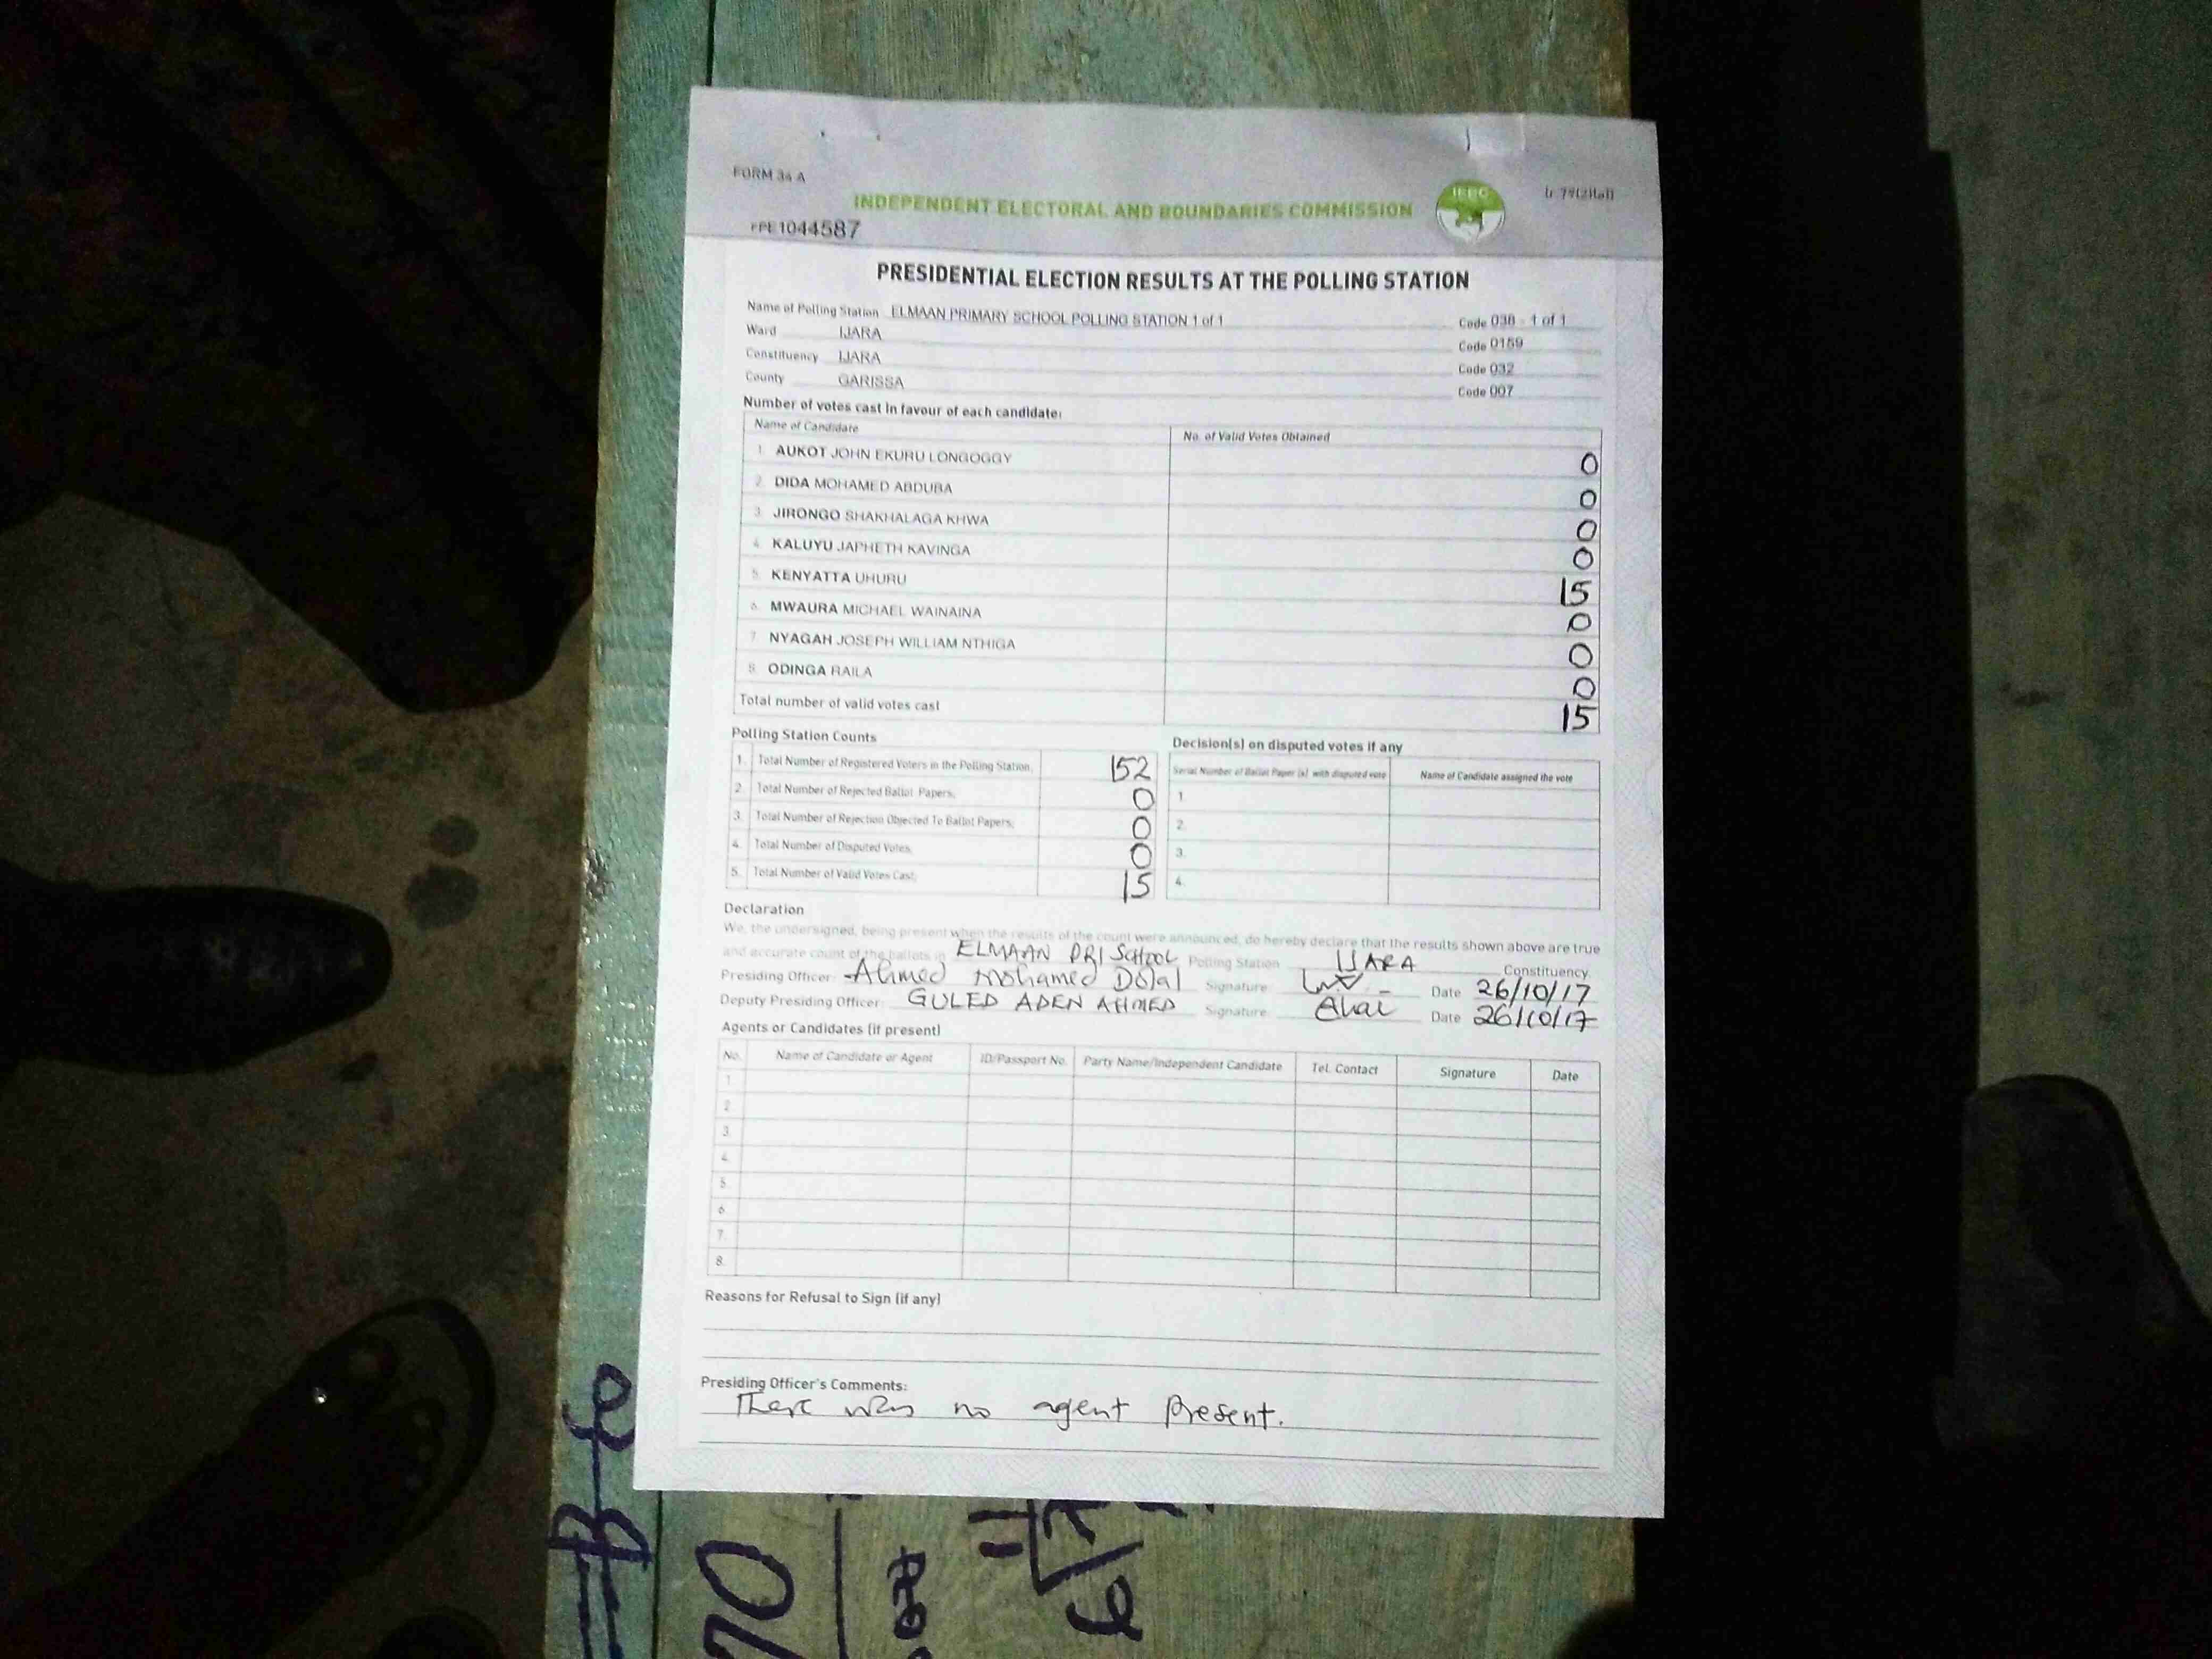 FORM 34 A
INDEPENDENT ELECTORAL AND BOUNDARIES COMMISSION
IEBC
1044587
PRESIDENTIAL ELECTION RESULTS AT THE POLLING STATION
Name of Polling Station ELMAAN PRIMARY SCHOOL POLLING STATION 1 of 1 Code 038 - 1 of 1
Ward IJARA Code 0159
Constituency IJARA Code 032
County GARISSA Code 007
Number of votes cast in favour of each candidate:
Name of Candidate No. of Valid Votes Obtained
1. AUKOT JOHN EKURU LONGOGGY 0
2. DIDA MOHAMED ABDUBA 0
3. JIRONGO SHAKHALAGA KHWA 0
4. KALUYU JAPHETH KAVINGA 0
5. KENYATTA UHURU 15
6. MWAURA MICHAEL WAINAINA 0
7. NYAGAH JOSEPH WILLIAM NTHIGA 0
8. ODINGA RAILA 0
Total number of valid votes cast 15
Polling Station Counts
1. Total Number of Registered Voters in the Polling Station; 152
2. Total Number of Rejected Ballot Papers; 0
3. Total Number of Rejection Objected To Ballot Papers; 0
4. Total Number of Disputed Votes; 0
5. Total Number of Valid Votes Cast; 15
Decision(s) on disputed votes if any
Serial Number of Ballot Paper (s) with disputed vote Name of Candidate assigned the vote
1.
2.
3.
4.
Declaration
We, the undersigned, being present when the results of the count were announced, do hereby declare that the results shown above are true
and accurate count of the ballots in ELMAAN PRI SCHOOL Polling Station IJARA Constituency.
Presiding Officer: Ahmed Mohamed Dolal Signature: Date 26/10/17
Deputy Presiding Officer: GULED ADEN AHMED Signature: Date 26/10/17
Agents or Candidates (if present)
No. Name of Candidate or Agent ID/Passport No. Party Name/Independent Candidate Tel. Contact Signature Date
1.
2.
3.
4.
5.
6.
7.
8.
Reasons for Refusal to Sign (if any)
Presiding Officer's Comments:
There was no agent present.
70